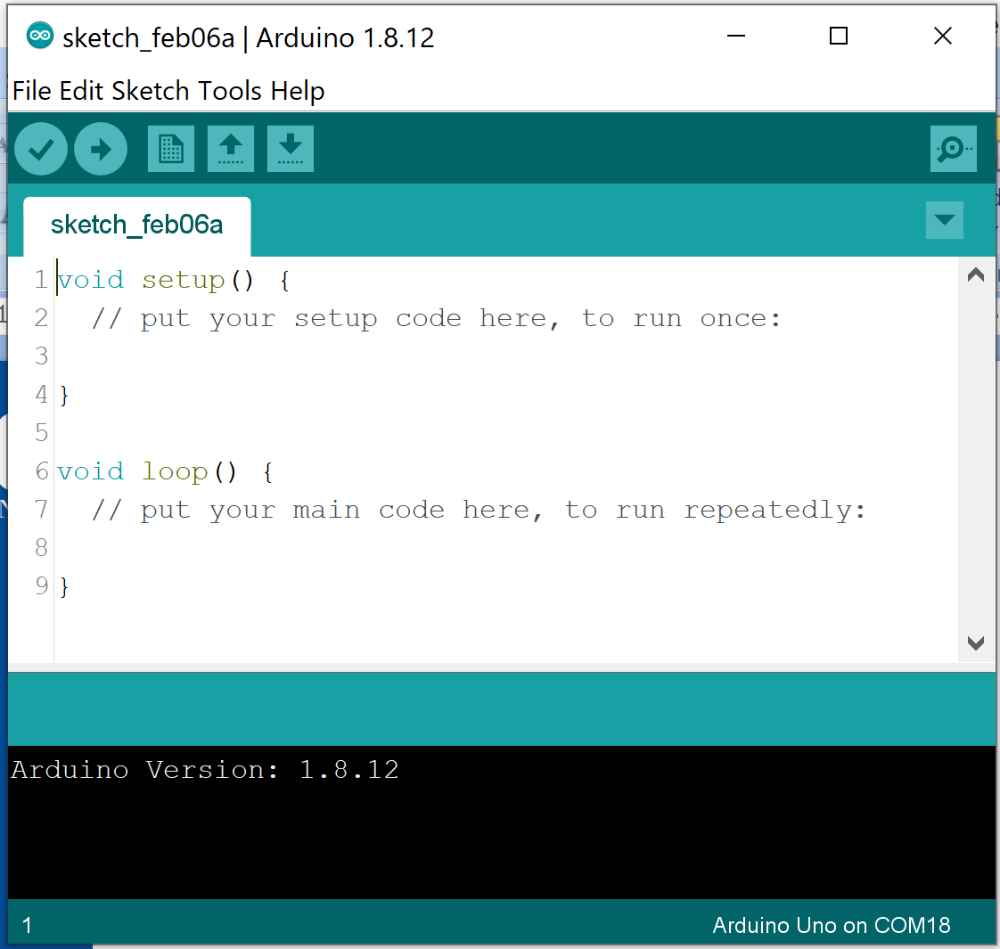 sketch_feb06a | Arduino 1.8.12
File Edit Sketch Tools Help
sketch_feb06a
1 void setup() {
2   // put your setup code here, to run once:
3
4 }
5
6 void loop() {
7   // put your main code here, to run repeatedly:
8
9 }
Arduino Version: 1.8.12
1 Arduino Uno on COM18